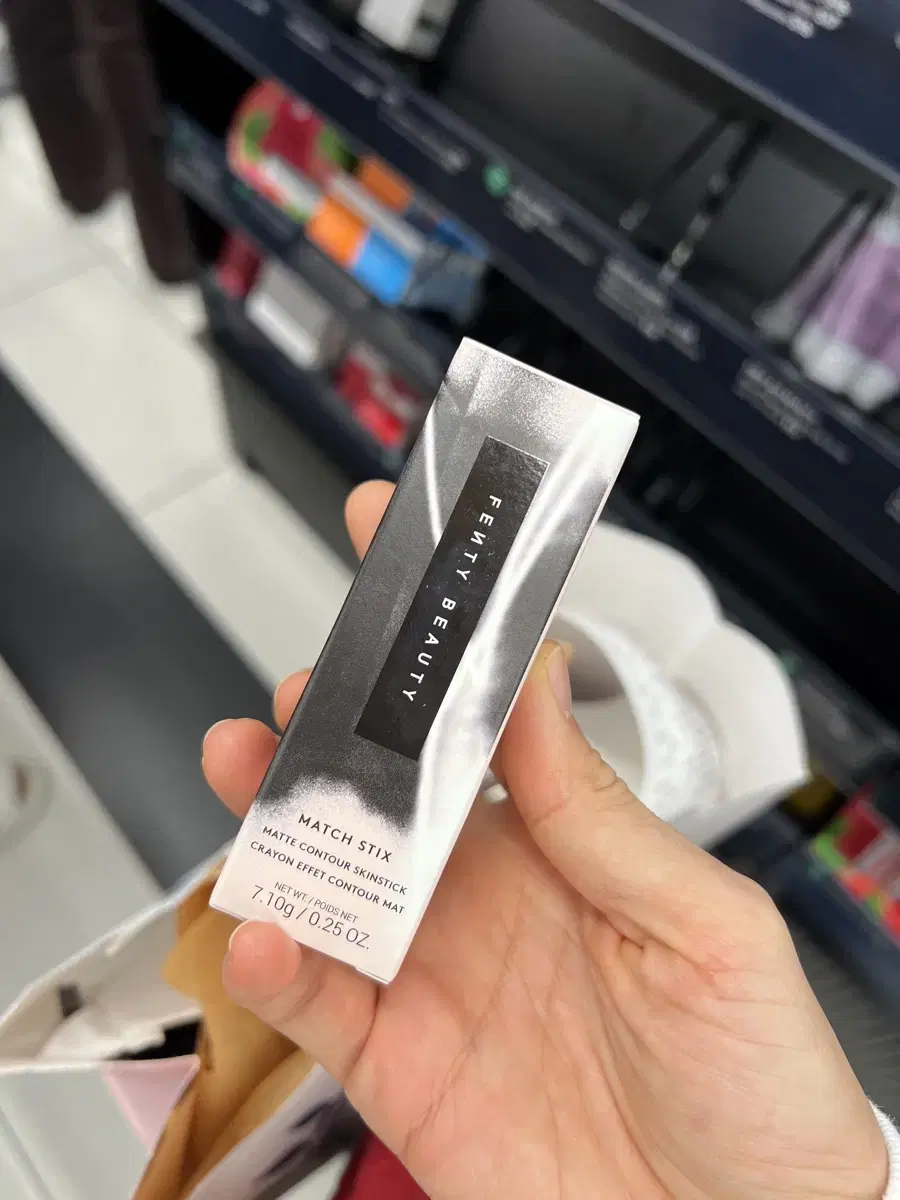 FEИTY BEAUTY
MATCH STIX
MATTE CONTOUR SKINSTICK
CRAYON EFFET CONTOUR MAT
NET WT. / POIDS NET
7.10g / 0.25 OZ.